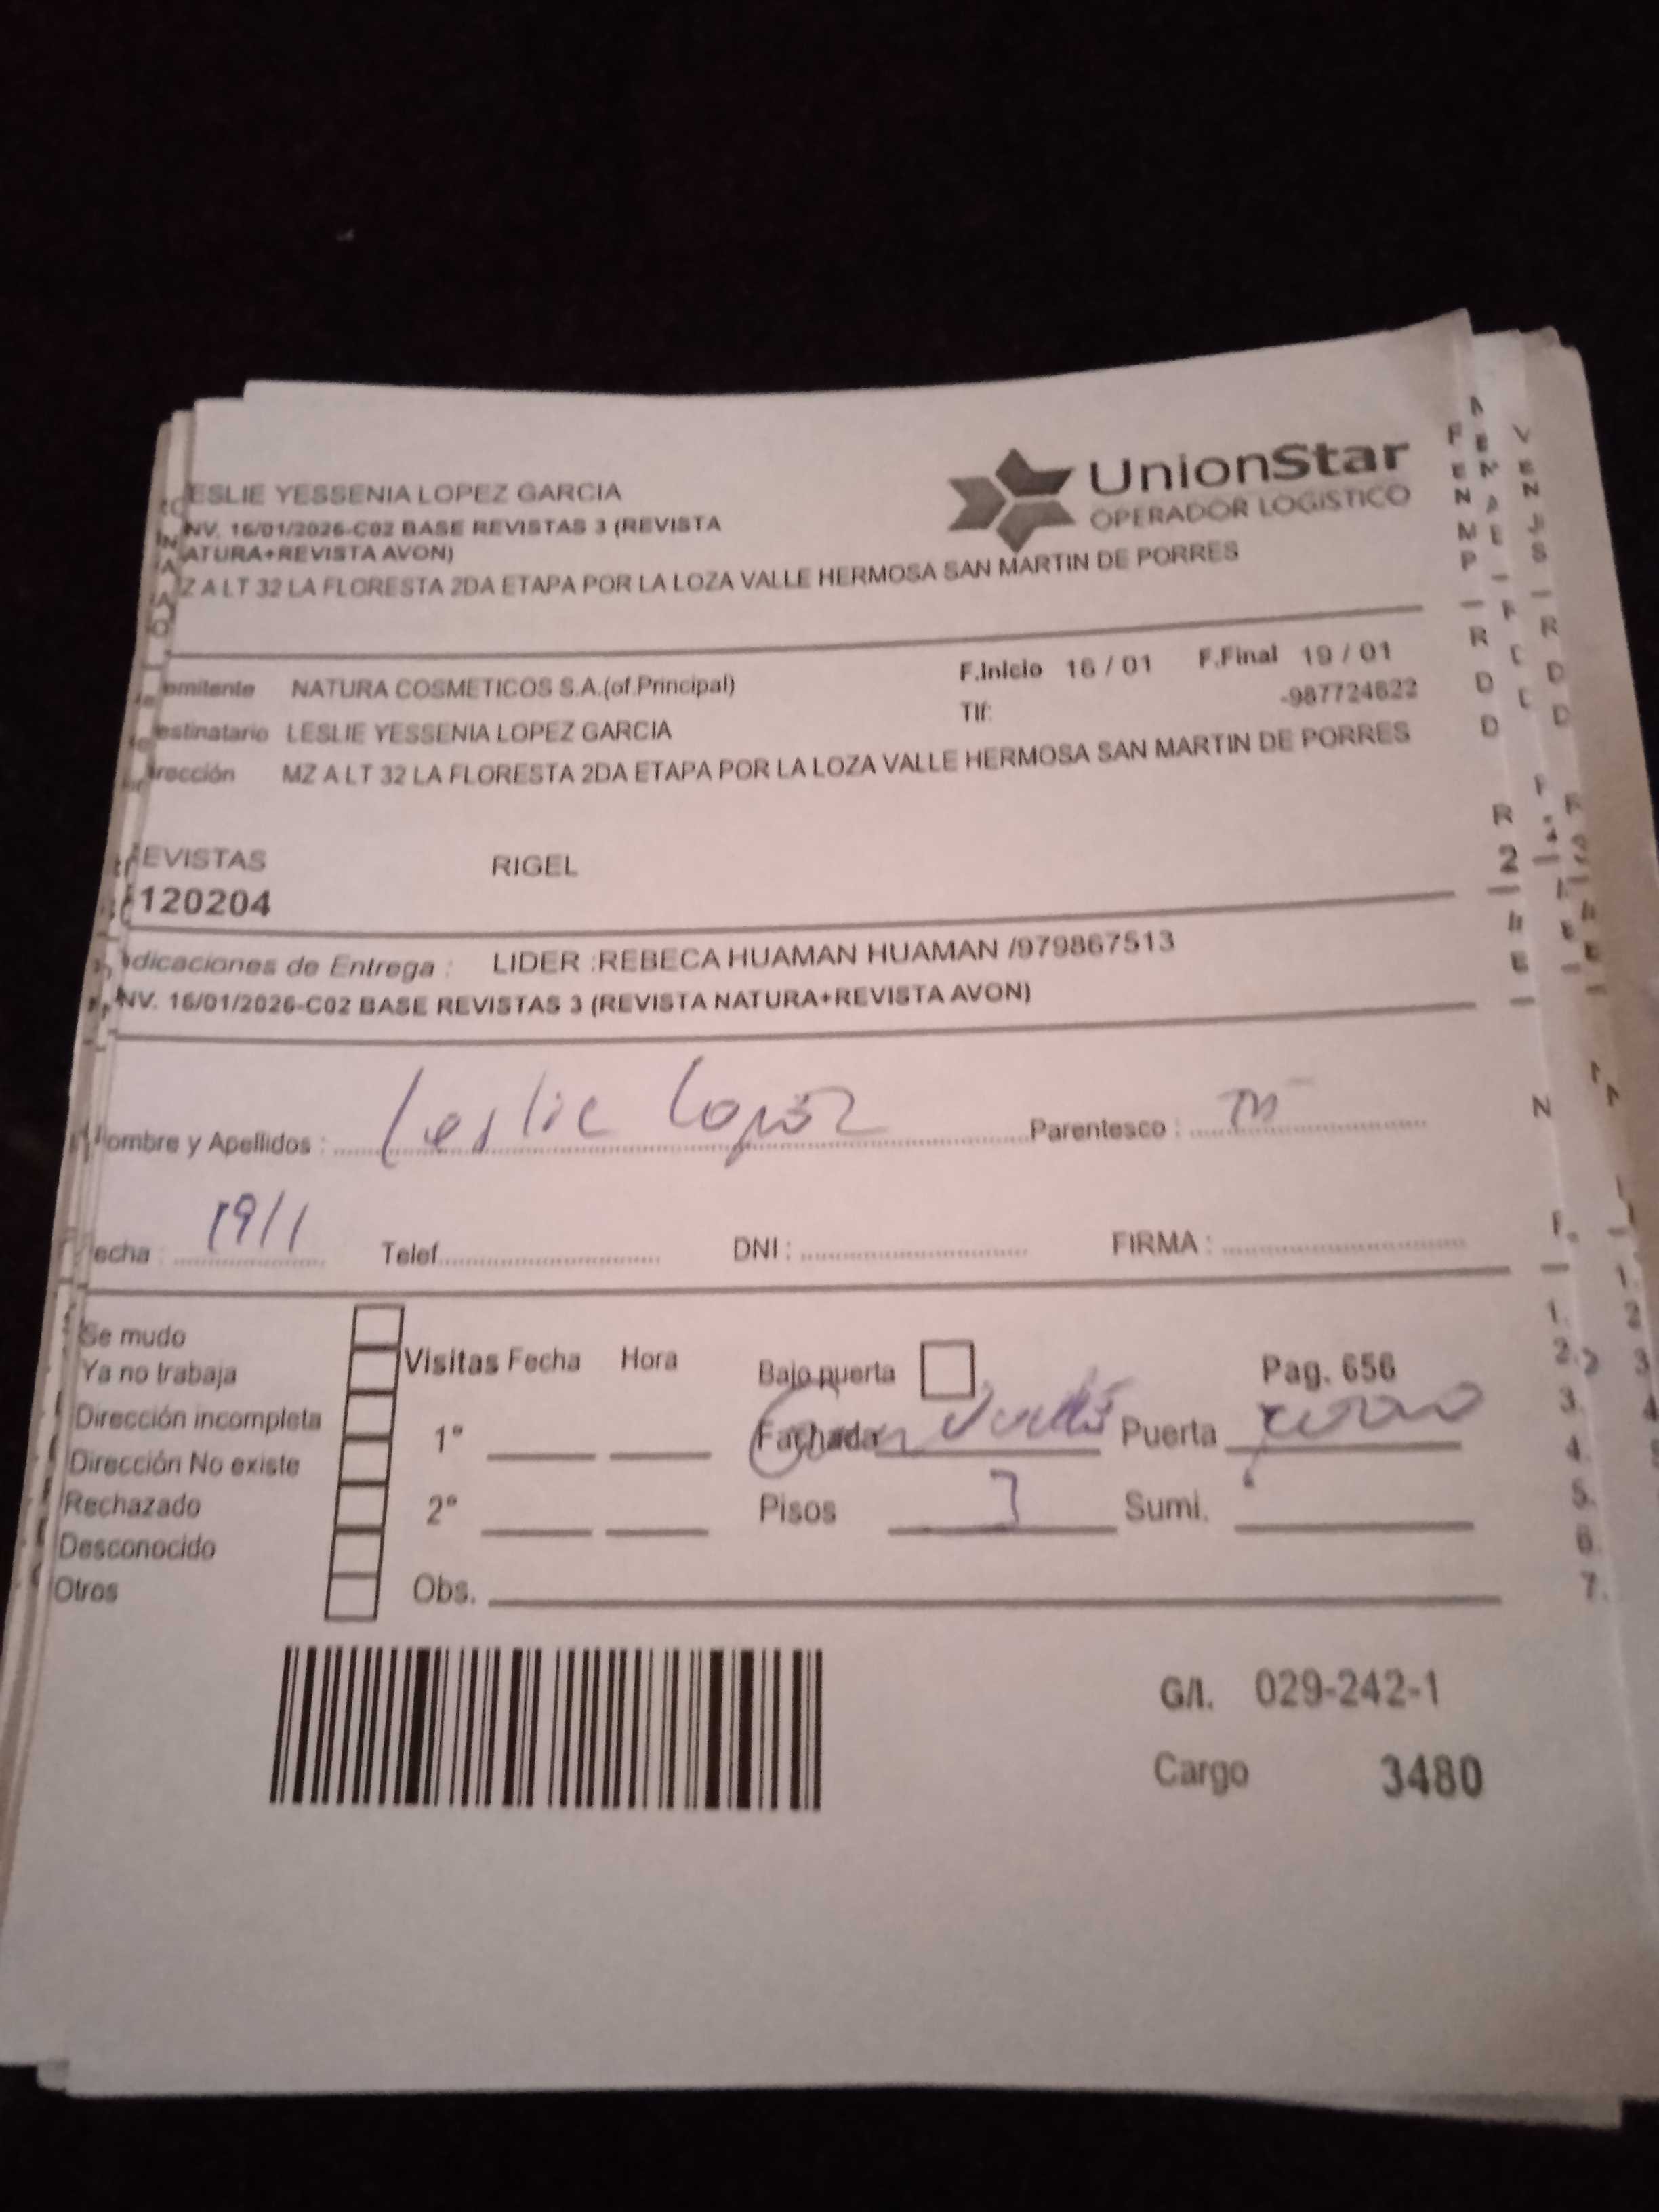 ESLIE YESSENIA LOPEZ GARCIA
NV. 16/01/2026-C02 BASE REVISTAS 3 (REVISTA
ATURA+REVISTA AVON)
Z A LT 32 LA FLORESTA 2DA ETAPA POR LA LOZA VALLE HERMOSA SAN MARTIN DE PORRES
UnionStar
OPERADOR LOGISTICO
emitente NATURA COSMETICOS S.A.(of.Principal)
F.Inicio 16 / 01 F.Final 19 / 01
Tlf: -987724622
estinatario LESLIE YESSENIA LOPEZ GARCIA
rección MZ A LT 32 LA FLORESTA 2DA ETAPA POR LA LOZA VALLE HERMOSA SAN MARTIN DE PORRES
EVISTAS RIGEL
120204
dicaciones de Entrega : LIDER :REBECA HUAMAN HUAMAN /979867513
NV. 16/01/2026-C02 BASE REVISTAS 3 (REVISTA NATURA+REVISTA AVON)
ombre y Apellidos : Leslie Lopez Parentesco :
echa : 19/1 Telef. DNI : FIRMA :
Se mudo
Ya no trabaja
Dirección incompleta
Dirección No existe
Rechazado
Desconocido
Otros
Visitas Fecha Hora
1°
2°
Obs.
Bajo puerta Pag. 656
Fachada Puerta
Pisos 3 Sumi.
G/I. 029-242-1
Cargo 3480